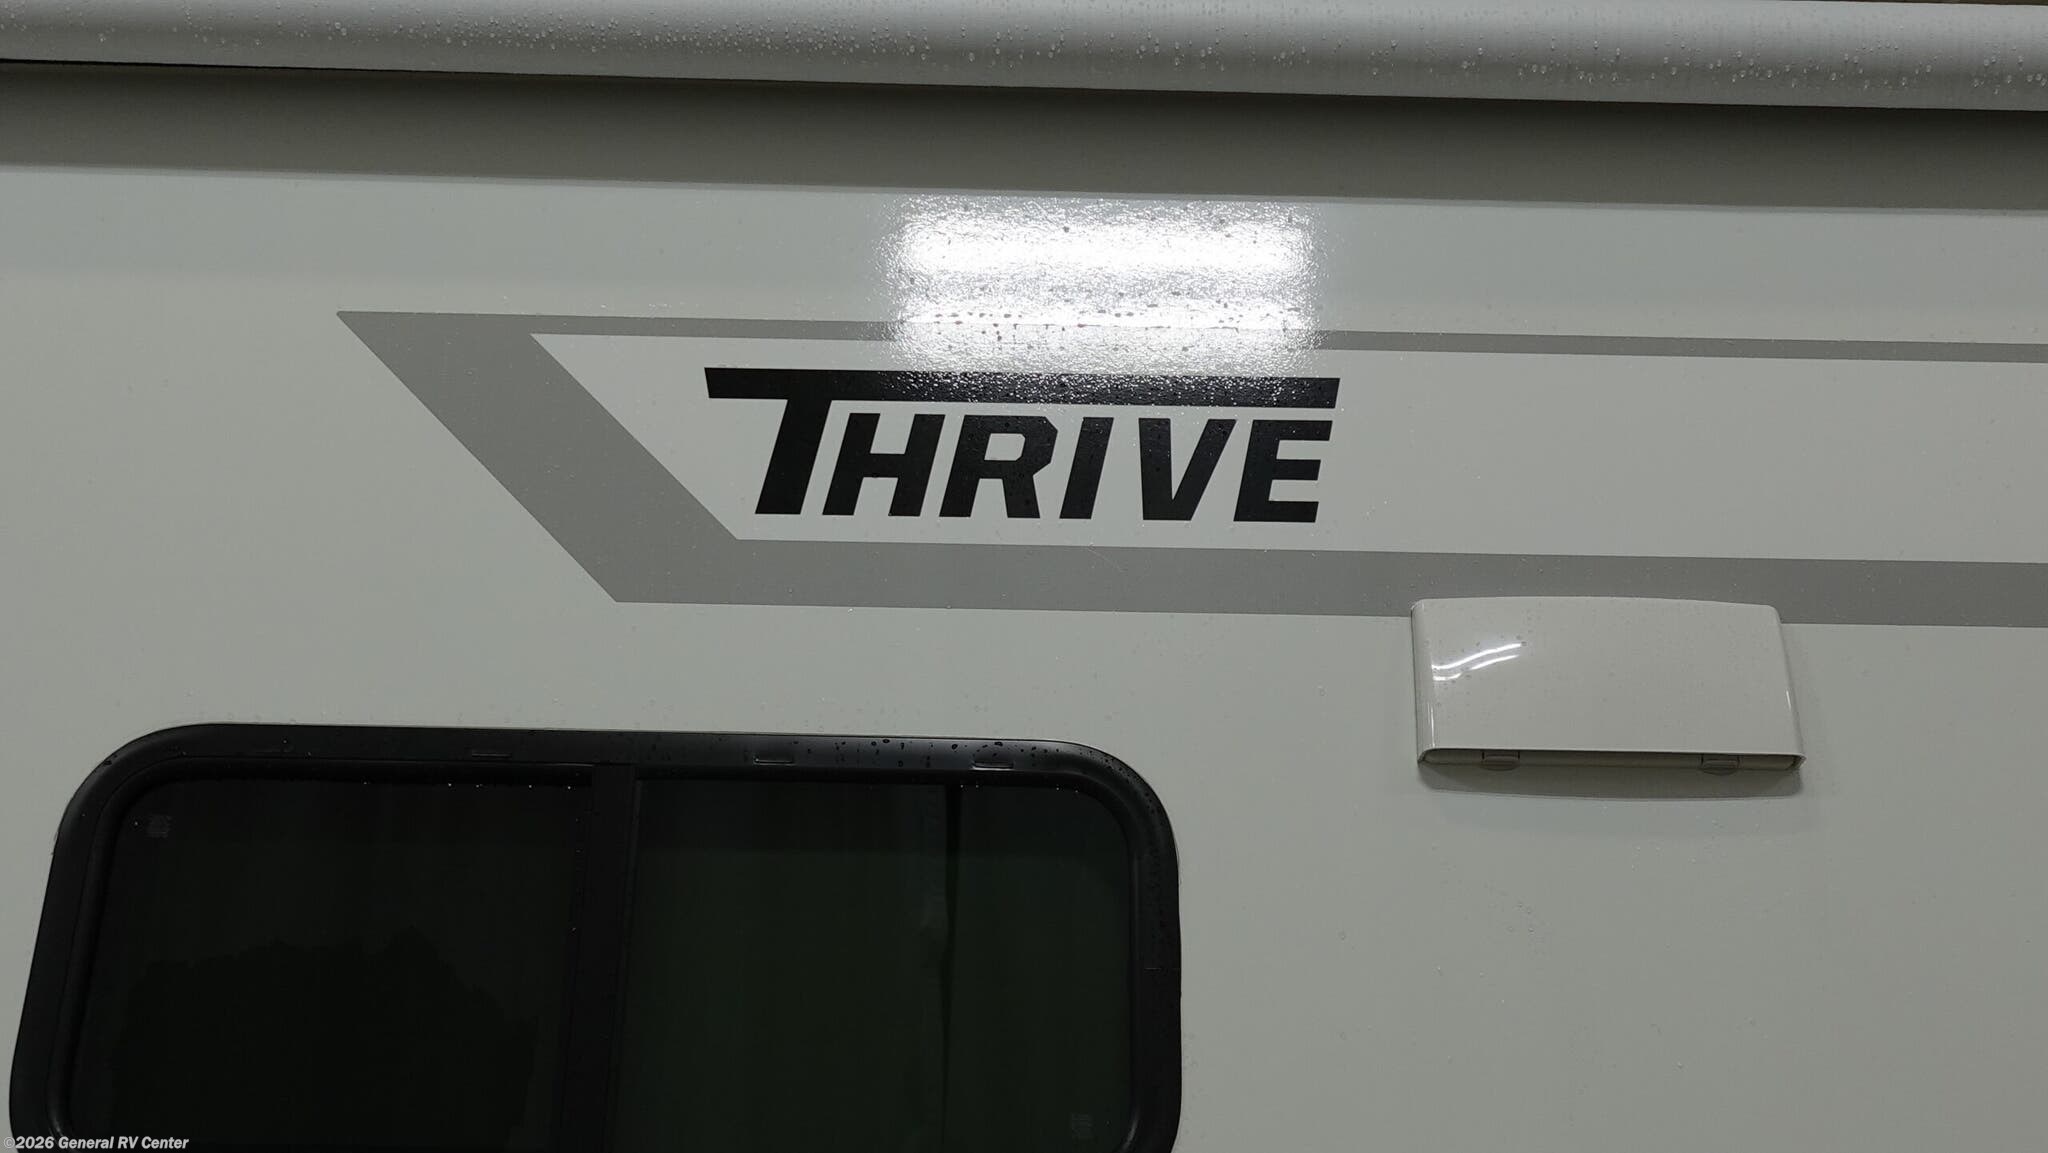 THRIVE
©2026 General RV Center